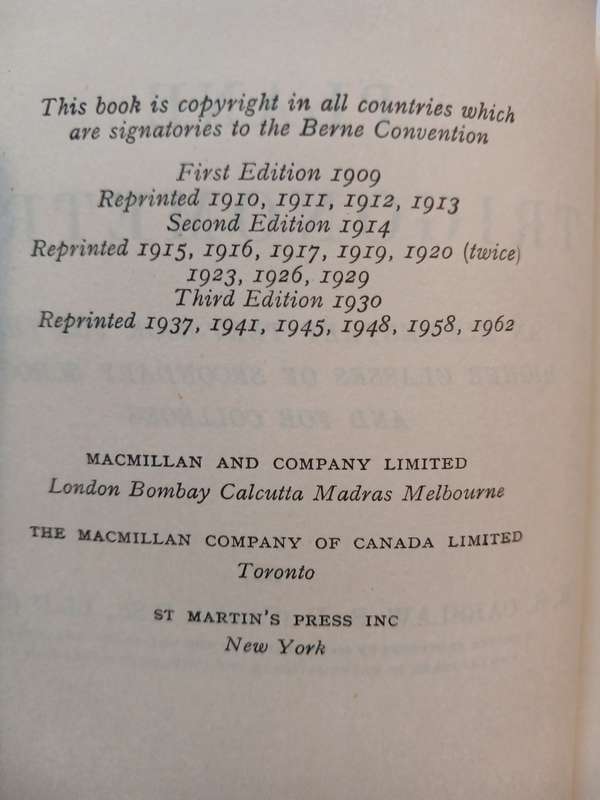 This book is copyright in all countries which
are signatories to the Berne Convention
First Edition 1909
Reprinted 1910, 1911, 1912, 1913
Second Edition 1914
Reprinted 1915, 1916, 1917, 1919, 1920 (twice)
1923, 1926, 1929
Third Edition 1930
Reprinted 1937, 1941, 1945, 1948, 1958, 1962
MACMILLAN AND COMPANY LIMITED
London Bombay Calcutta Madras Melbourne
THE MACMILLAN COMPANY OF CANADA LIMITED
Toronto
ST MARTIN'S PRESS INC
New York